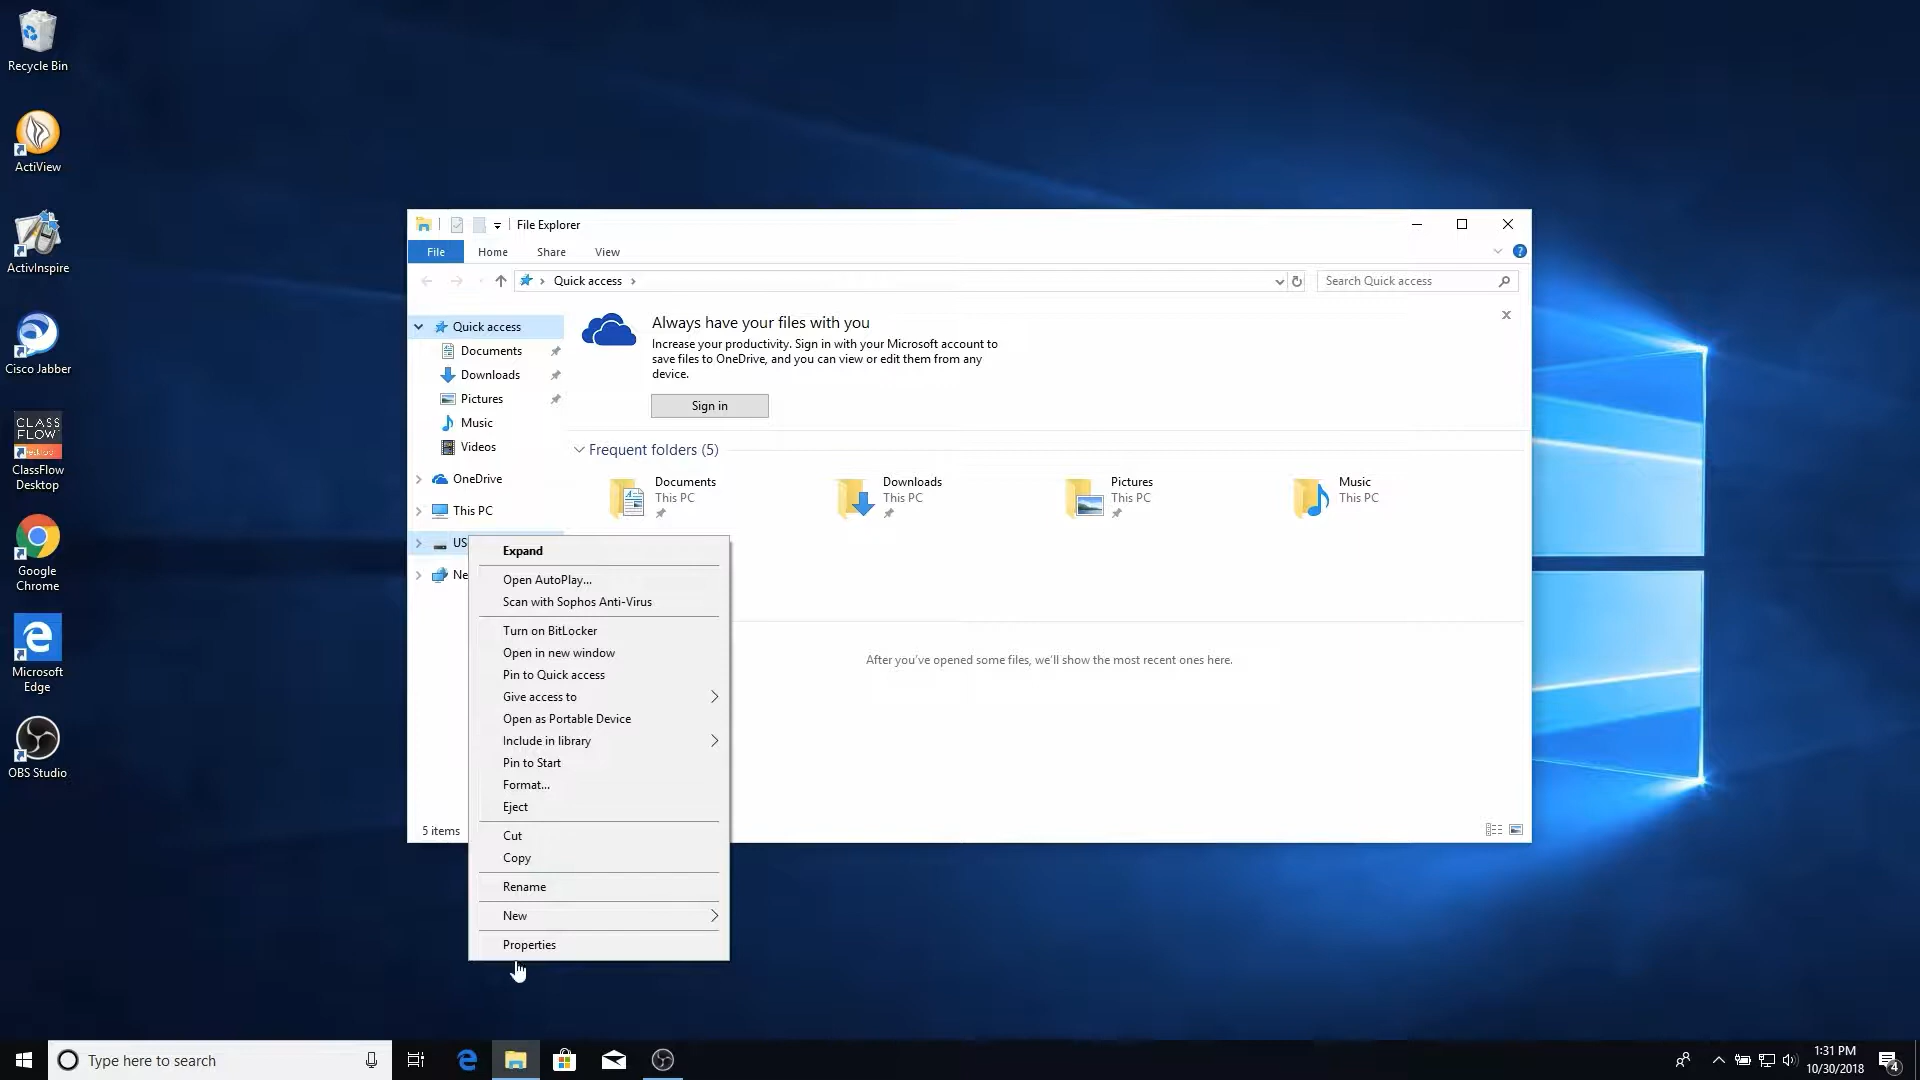 Recycle Bin
ActiView
ActivInspire
Cisco Jabber
CLASS
FLOW
ClassFlow
Desktop
Google
Chrome
Microsoft
Edge
OBS Studio
File Explorer
File Home Share View
Quick access
Search Quick access
Quick access
Documents
Downloads
Pictures
Music
Videos
OneDrive
This PC
US
Ne
5 items
Always have your files with you
Increase your productivity. Sign in with your Microsoft account to
save files to OneDrive, and you can view or edit them from any
device.
Sign in
Frequent folders (5)
Documents
This PC
Downloads
This PC
Pictures
This PC
Music
This PC
After you've opened some files, we'll show the most recent ones here.
Expand
Open AutoPlay...
Scan with Sophos Anti-Virus
Turn on BitLocker
Open in new window
Pin to Quick access
Give access to
Open as Portable Device
Include in library
Pin to Start
Format...
Eject
Cut
Copy
Rename
New
Properties
Type here to search
1:31 PM
10/30/2018
4